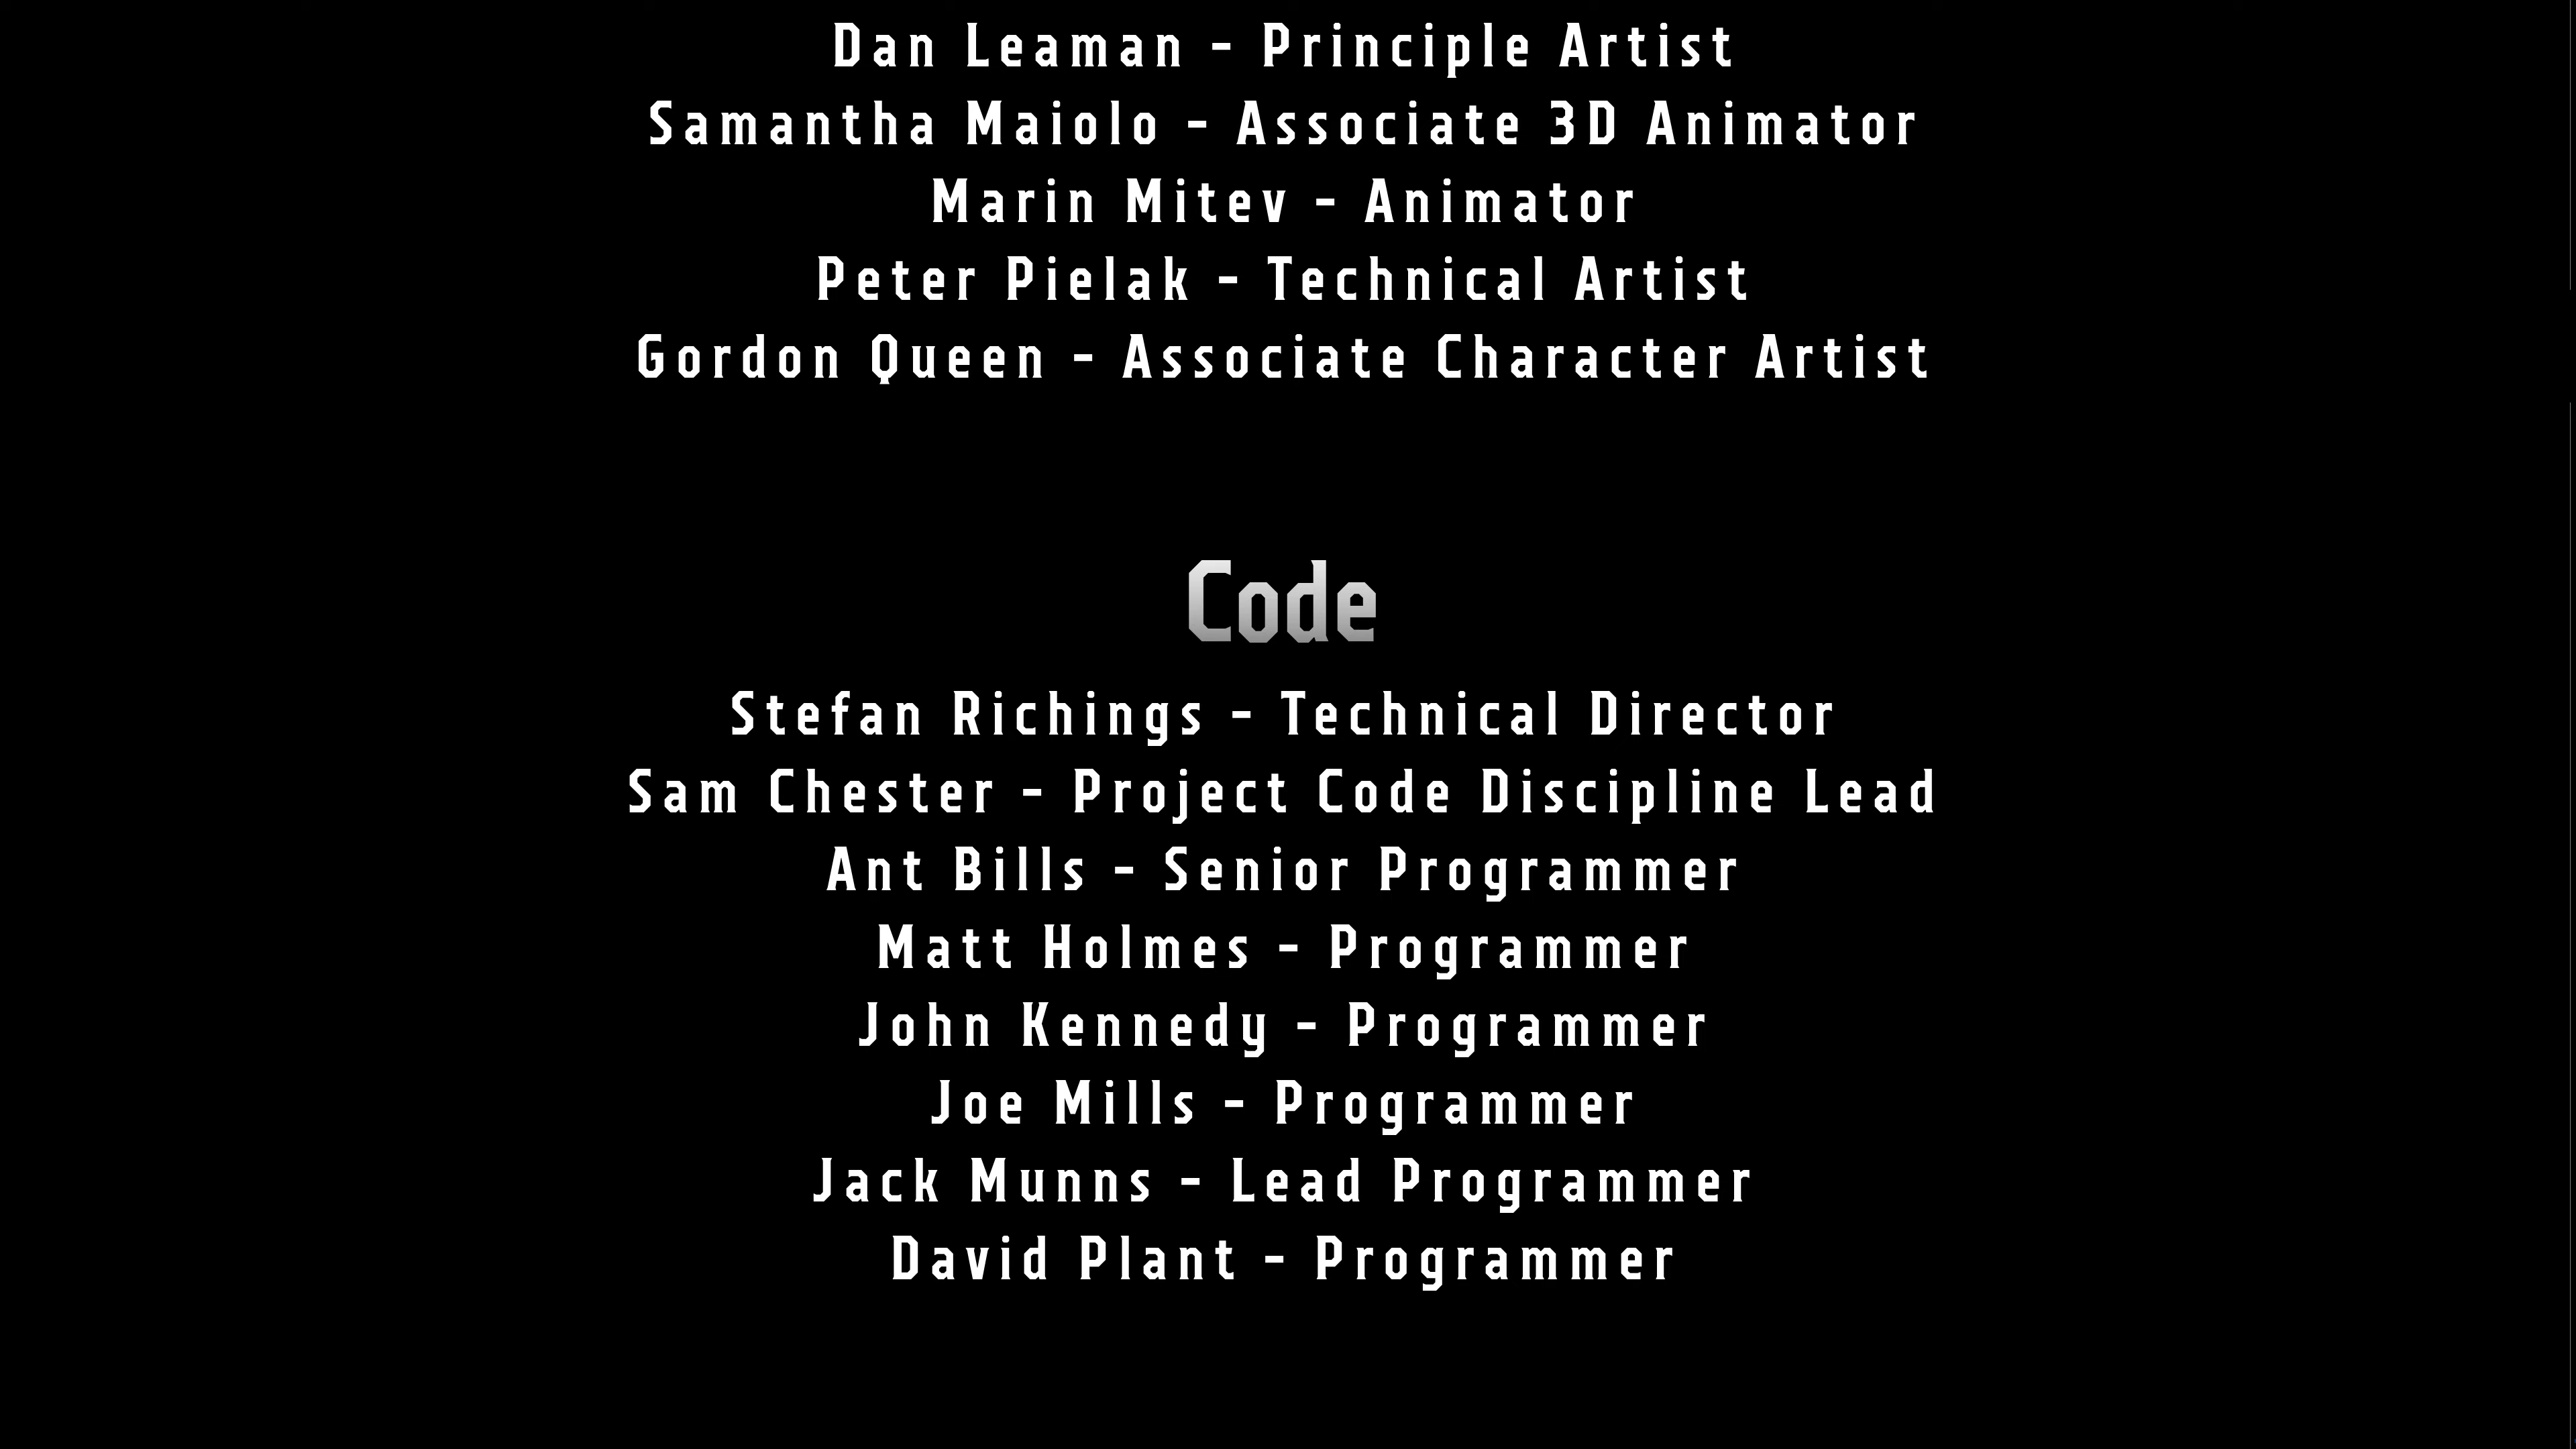 Dan Leaman - Principle Artist
Samantha Maiolo - Associate 3D Animator
Marin Mitev - Animator
Peter Pielak - Technical Artist
Gordon Queen - Associate Character Artist
Code
Stefan Richings - Technical Director
Sam Chester - Project Code Discipline Lead
Ant Bills - Senior Programmer
Matt Holmes - Programmer
John Kennedy - Programmer
Joe Mills - Programmer
Jack Munns - Lead Programmer
David Plant - Programmer